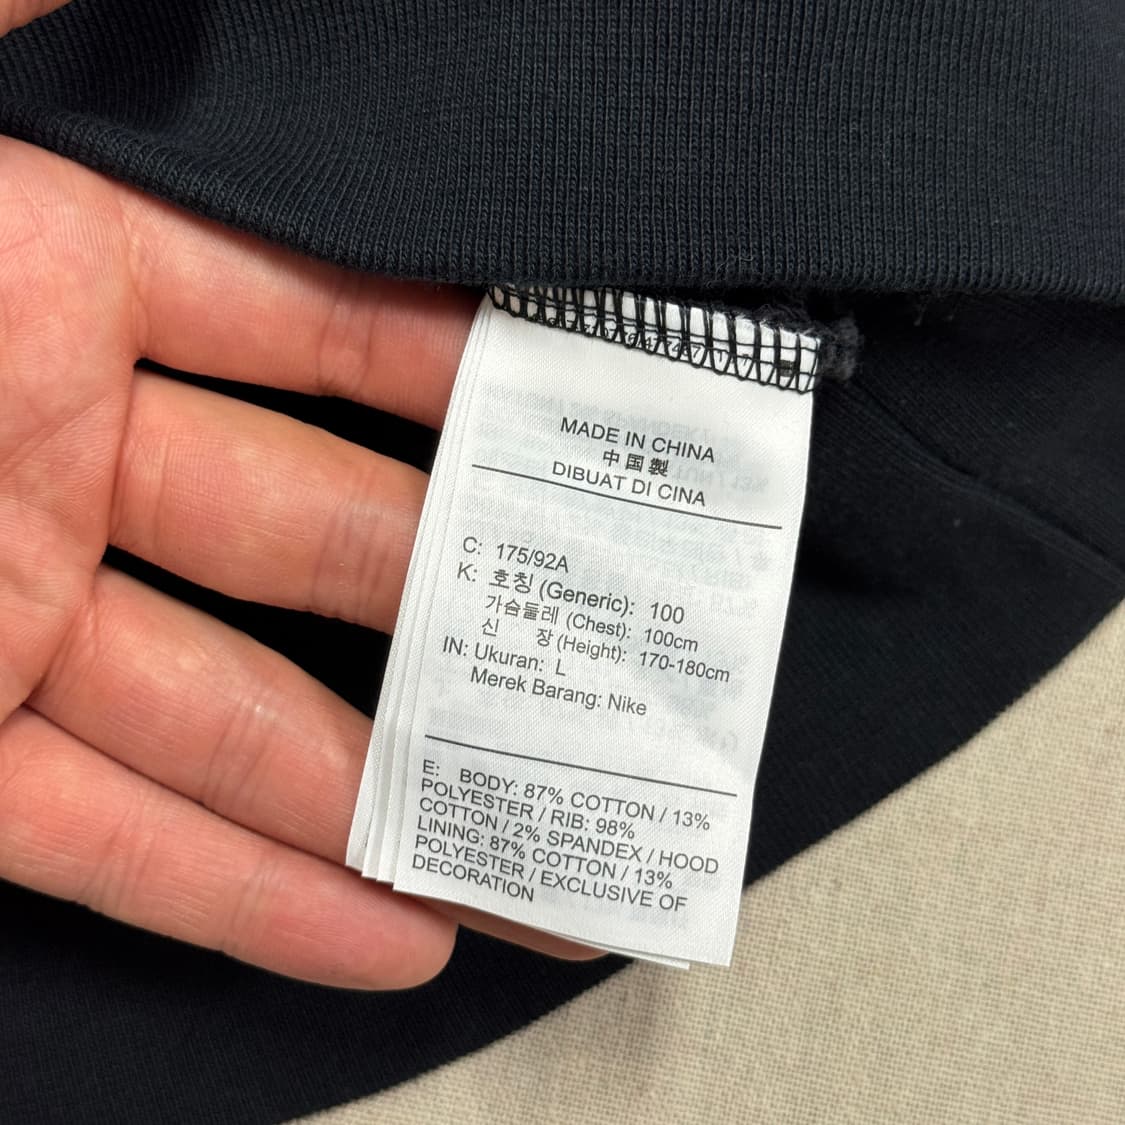 MADE IN CHINA
中国製
DIBUAT DI CINA
C: 175/92A
K: 호칭 (Generic): 100
가슴둘레 (Chest): 100cm
신 장 (Height): 170-180cm
IN: Ukuran: L
Merek Barang: Nike
E: BODY: 87% COTTON / 13%
POLYESTER / RIB: 98%
COTTON / 2% SPANDEX / HOOD
LINING: 87% COTTON / 13%
POLYESTER / EXCLUSIVE OF
DECORATION